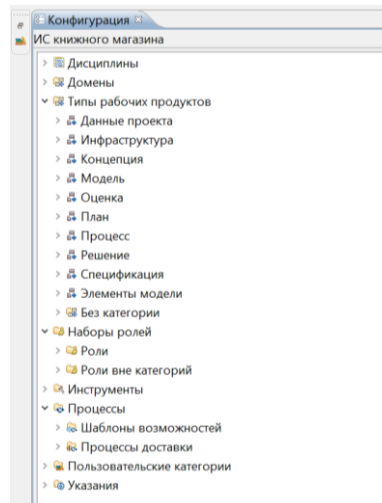 Конфигурация
ИС книжного магазина
Дисциплины
Домены
Типы рабочих продуктов
Данные проекта
Инфраструктура
Концепция
Модель
Оценка
План
Процесс
Решение
Спецификация
Элементы модели
Без категории
Наборы ролей
Роли
Роли вне категорий
Инструменты
Процессы
Шаблоны возможностей
Процессы доставки
Пользовательские категории
Указания